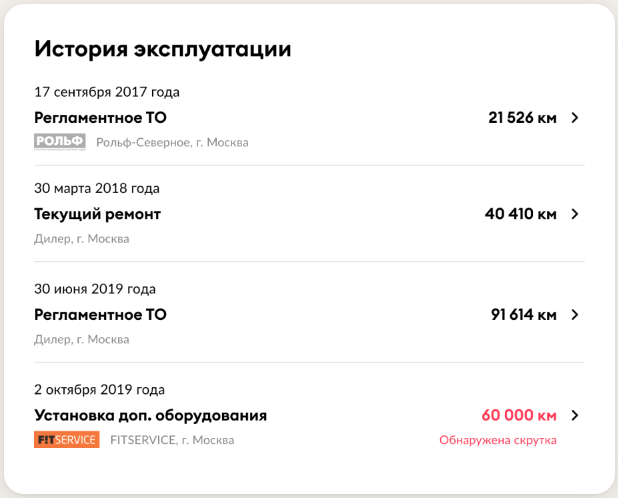 История эксплуатации
17 сентября 2017 года
Регламентное ТО 21 526 км
РОЛЬФ Рольф-Северное, г. Москва
30 марта 2018 года
Текущий ремонт 40 410 км
Дилер, г. Москва
30 июня 2019 года
Регламентное ТО 91 614 км
Дилер, г. Москва
2 октября 2019 года
Установка доп. оборудования 60 000 км
F!TSERVICE FITSERVICE, г. Москва Обнаружена скрутка